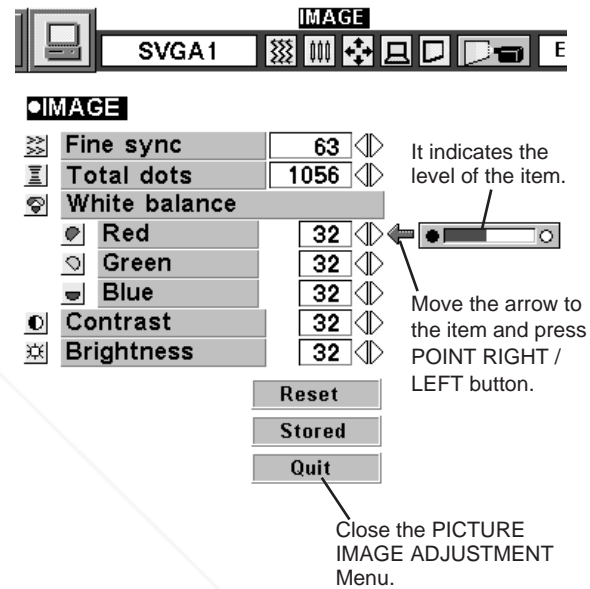 IMAGE
SVGA1 E
●IMAGE
Fine sync 63
Total dots 1056
White balance
Red 32
Green 32
Blue 32
Contrast 32
Brightness 32
It indicates the
level of the item.
Move the arrow to
the item and press
POINT RIGHT /
LEFT button.
Reset
Stored
Quit
Close the PICTURE
IMAGE ADJUSTMENT
Menu.